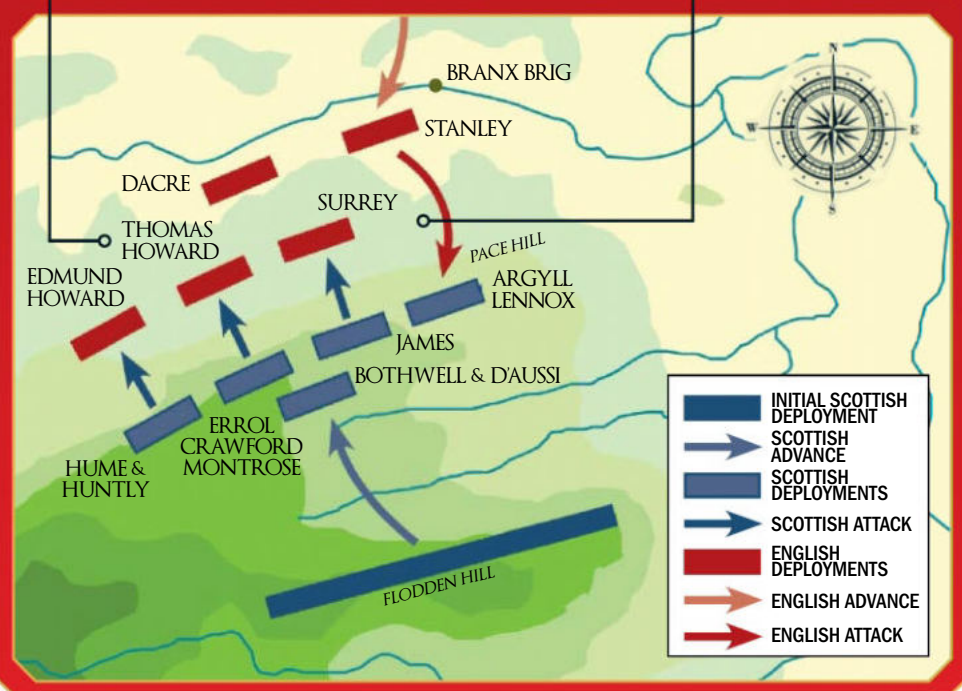 BRANX BRIG
N
W
E
S
STANLEY
DACRE
SURREY
THOMAS
HOWARD
PACE HILL
EDMUND
HOWARD
ARGYLL
LENNOX
JAMES
BOTHWELL & D'AUSSI
ERROL
CRAWFORD
MONTROSE
HUME &
HUNTLY
FLODDEN HILL
INITIAL SCOTTISH
DEPLOYMENT
SCOTTISH
ADVANCE
SCOTTISH
DEPLOYMENTS
SCOTTISH ATTACK
ENGLISH
DEPLOYMENTS
ENGLISH ADVANCE
ENGLISH ATTACK